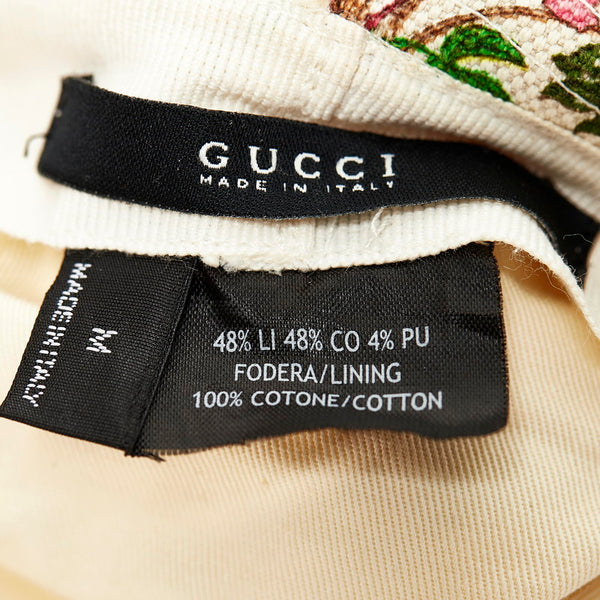 GUCCI
MADE IN ITALY
MADE IN ITALY
M
48% LI 48% CO 4% PU
FODERA/LINING
100% COTONE/COTTON